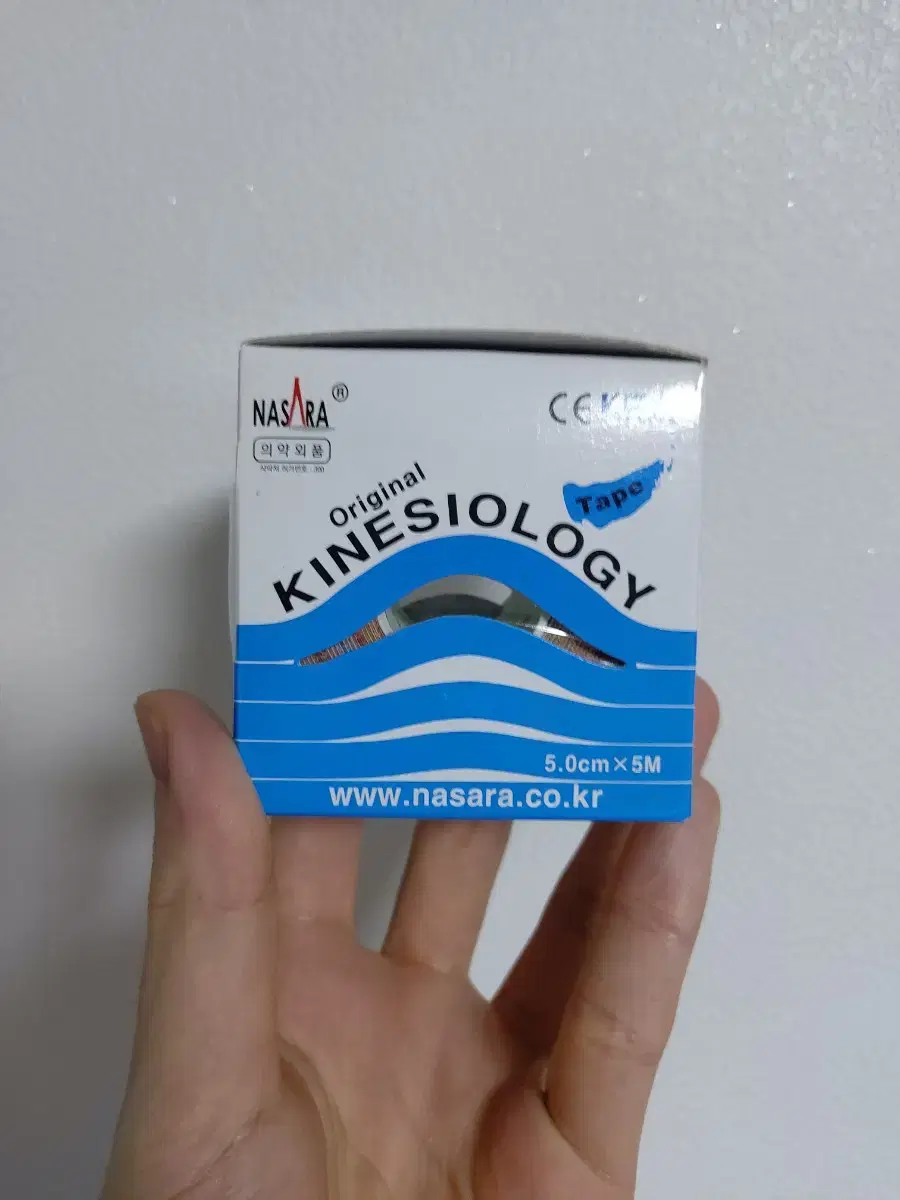 NASARA®
의약외품
CE
Original
KINESIOLOGY
Tape
5.0cm×5M
www.nasara.co.kr